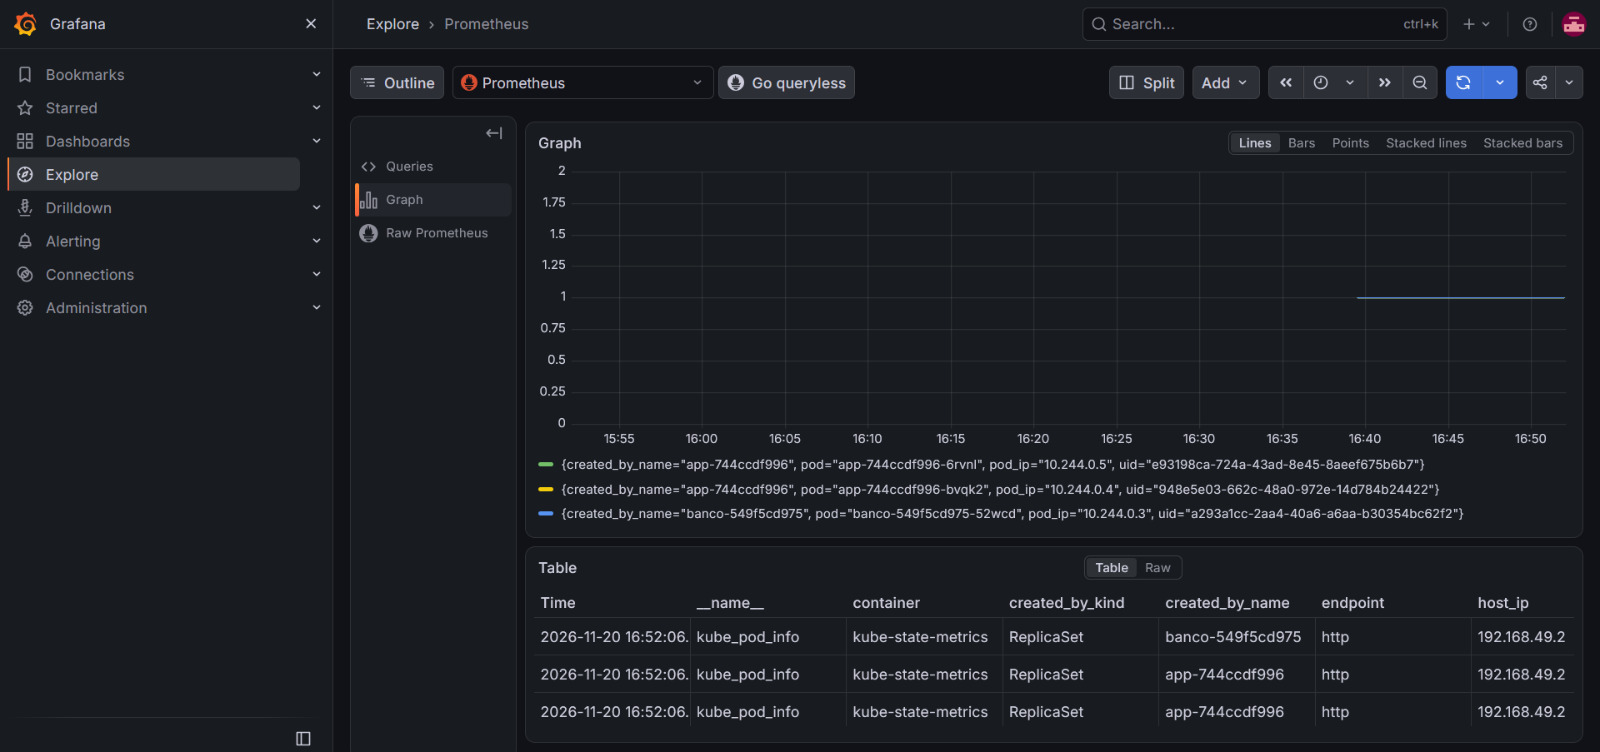 Grafana
Explore › Prometheus
Search...
ctrl+k
Bookmarks
Starred
Dashboards
Explore
Drilldown
Alerting
Connections
Administration
Outline
Prometheus
Go queryless
Split
Add
Queries
Graph
Raw Prometheus
Graph
Lines Bars Points Stacked lines Stacked bars
2
1.75
1.5
1.25
1
0.75
0.5
0.25
0
15:55 16:00 16:05 16:10 16:15 16:20 16:25 16:30 16:35 16:40 16:45 16:50
{created_by_name="app-744ccdf996", pod="app-744ccdf996-6rvnl", pod_ip="10.244.0.5", uid="e93198ca-724a-43ad-8e45-8aeef675b6b7"}
{created_by_name="app-744ccdf996", pod="app-744ccdf996-bvqk2", pod_ip="10.244.0.4", uid="948e5e03-662c-48a0-972e-14d784b24422"}
{created_by_name="banco-549f5cd975", pod="banco-549f5cd975-52wcd", pod_ip="10.244.0.3", uid="a293a1cc-2aa4-40a6-a6aa-b30354bc62f2"}
Table
Table Raw
Time __name__ container created_by_kind created_by_name endpoint host_ip
2026-11-20 16:52:06. kube_pod_info kube-state-metrics ReplicaSet banco-549f5cd975 http 192.168.49.2
2026-11-20 16:52:06. kube_pod_info kube-state-metrics ReplicaSet app-744ccdf996 http 192.168.49.2
2026-11-20 16:52:06. kube_pod_info kube-state-metrics ReplicaSet app-744ccdf996 http 192.168.49.2